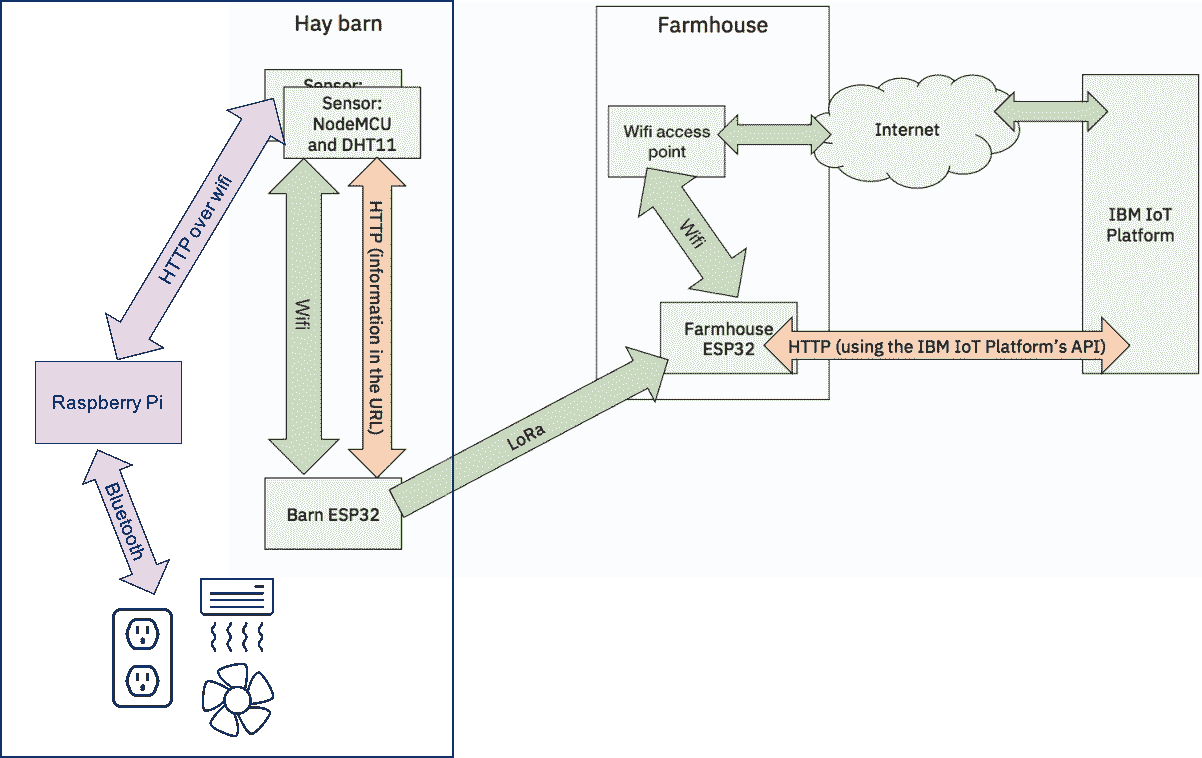 Hay barn
Sensor:
Sensor:
NodeMCU
and DHT11
HTTP over wifi
Wifi
HTTP (information in the URL)
Raspberry Pi
Bluetooth
Barn ESP32
LoRa
Farmhouse
Wifi access
point
Internet
Wifi
Farmhouse
ESP32
HTTP (using the IBM IoT Platform's API)
IBM IoT
Platform